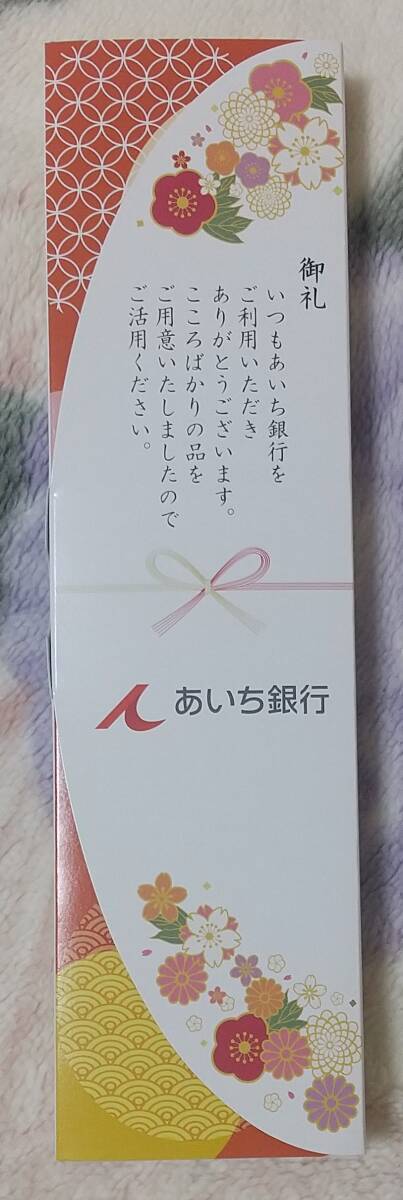 御礼
いつもあいち銀行を
ご利用いただき
ありがとうございます。
こころばかりの品を
ご用意いたしましたので
ご活用ください。
あいち銀行